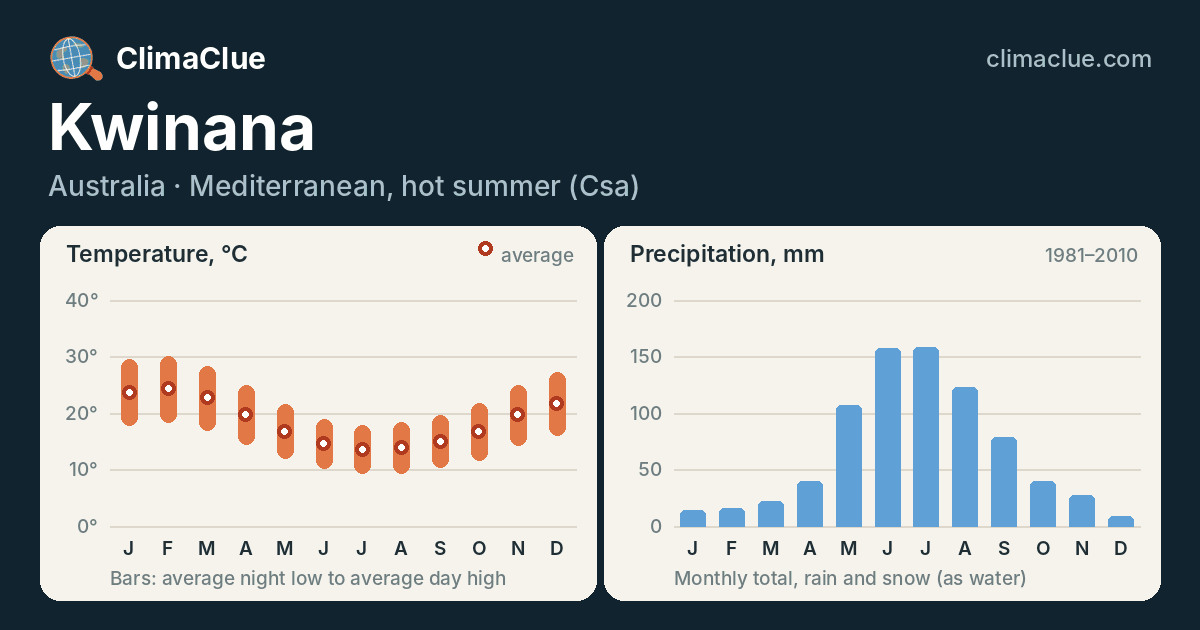 ClimaClue
climaclue.com
Kwinana
Australia · Mediterranean, hot summer (Csa)
Temperature, °C
average
40°
30°
20°
10°
0°
J F M A M J J A S O N D
Bars: average night low to average day high
Precipitation, mm
1981–2010
200
150
100
50
0
J F M A M J J A S O N D
Monthly total, rain and snow (as water)